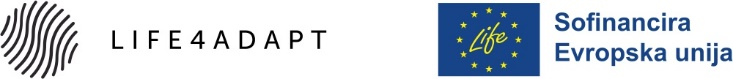 LIFE4ADAPT
Life
Sofinancira
Evropska unija